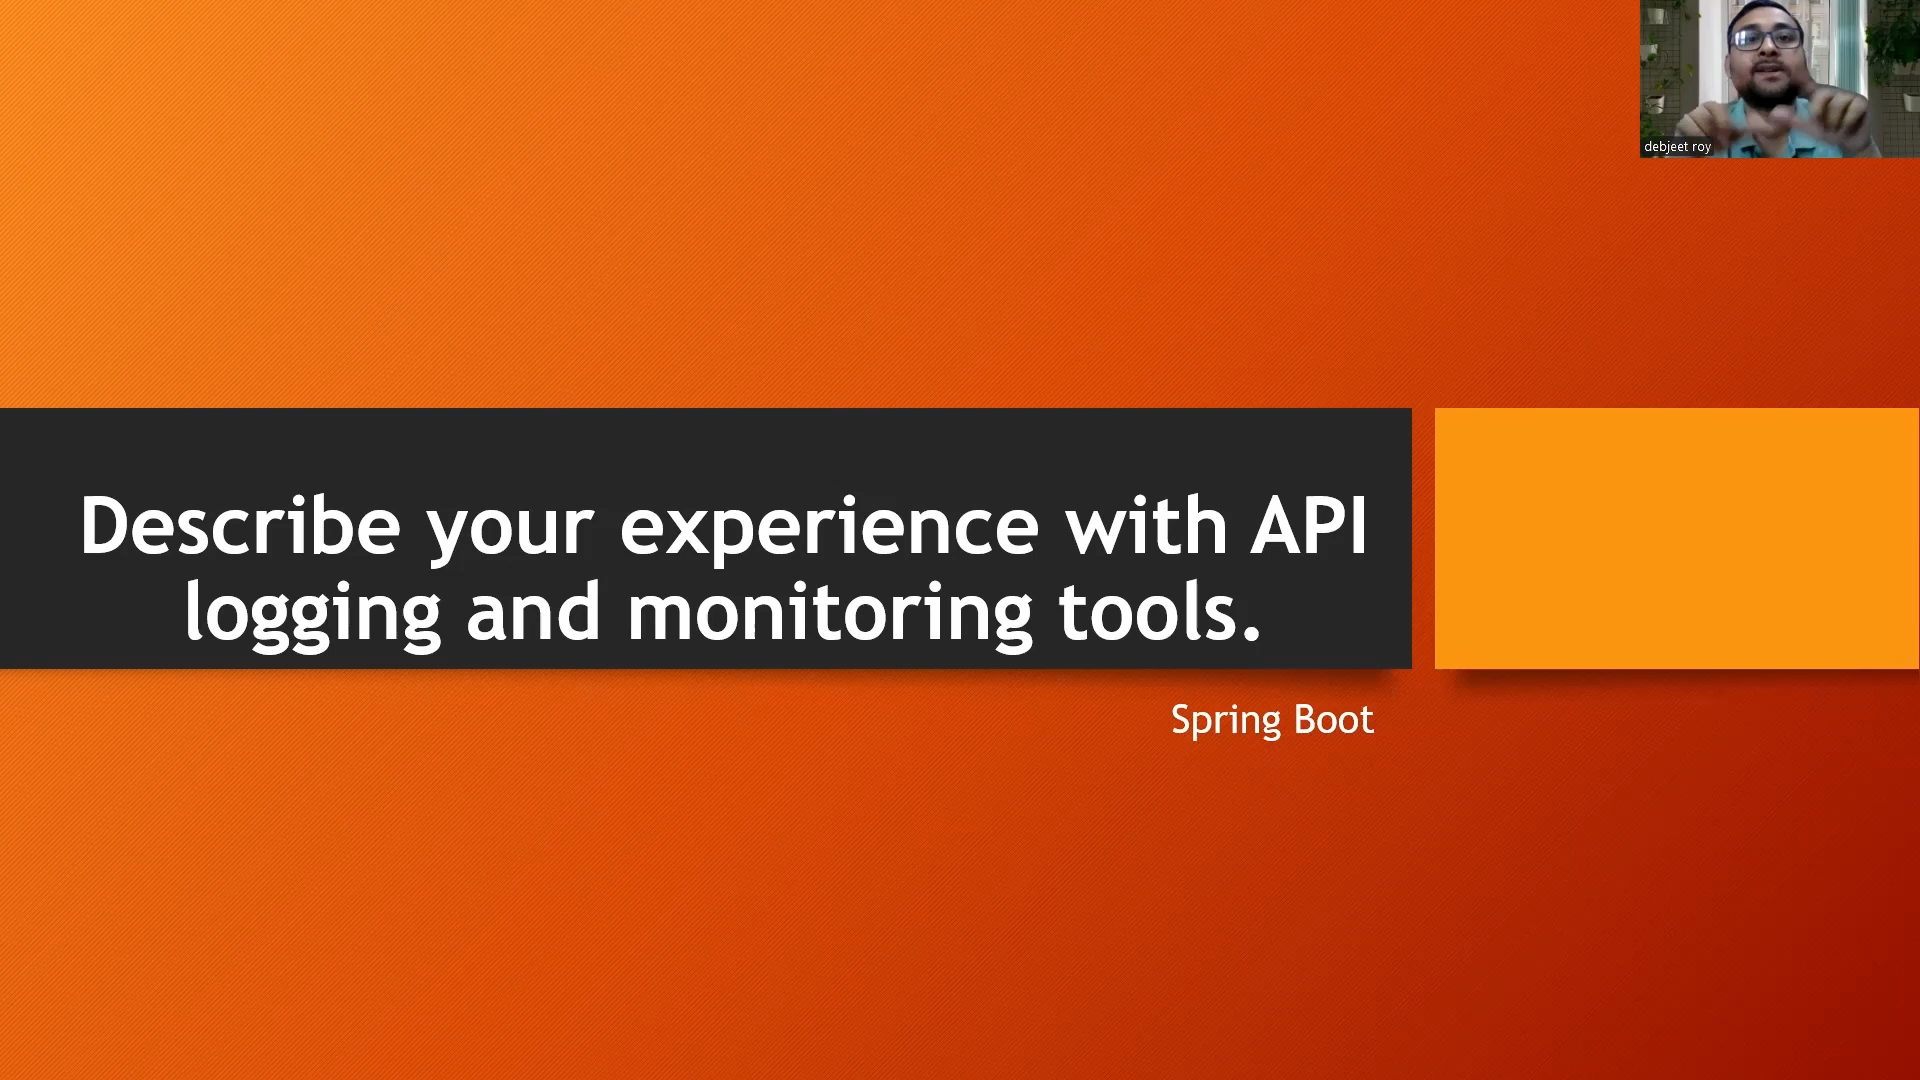 debjeet roy
Describe your experience with API
logging and monitoring tools.
Spring Boot